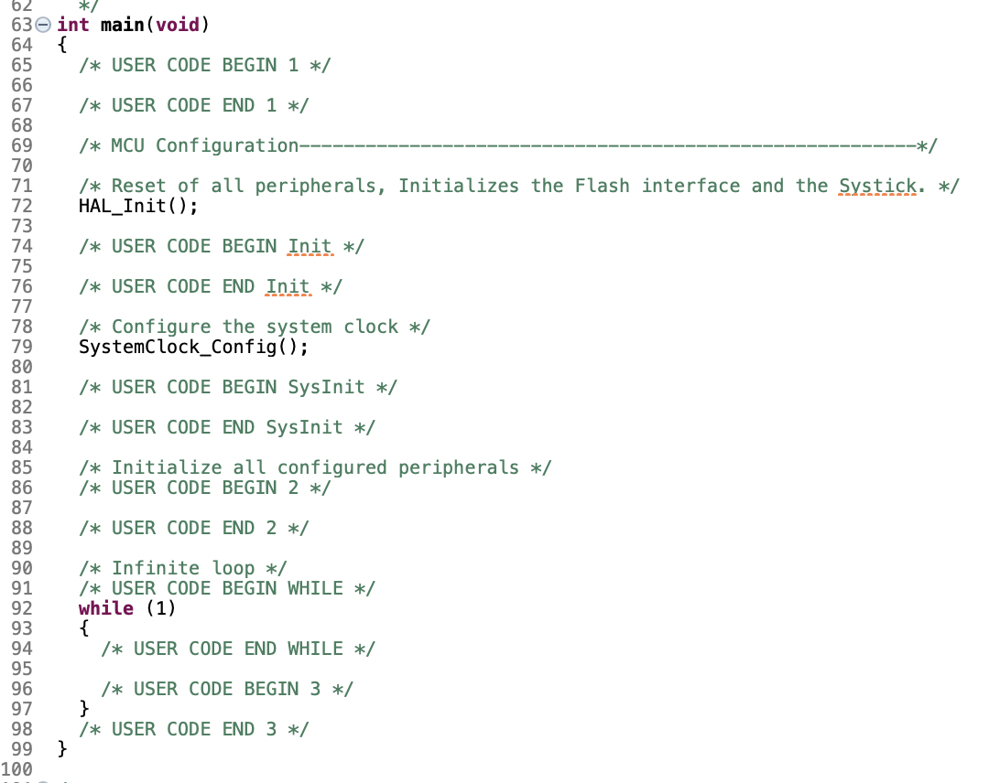 62 */
63 int main(void)
64 {
65 /* USER CODE BEGIN 1 */
66
67 /* USER CODE END 1 */
68
69 /* MCU Configuration--------------------------------------------------------*/
70
71 /* Reset of all peripherals, Initializes the Flash interface and the Systick. */
72 HAL_Init();
73
74 /* USER CODE BEGIN Init */
75
76 /* USER CODE END Init */
77
78 /* Configure the system clock */
79 SystemClock_Config();
80
81 /* USER CODE BEGIN SysInit */
82
83 /* USER CODE END SysInit */
84
85 /* Initialize all configured peripherals */
86 /* USER CODE BEGIN 2 */
87
88 /* USER CODE END 2 */
89
90 /* Infinite loop */
91 /* USER CODE BEGIN WHILE */
92 while (1)
93 {
94 /* USER CODE END WHILE */
95
96 /* USER CODE BEGIN 3 */
97 }
98 /* USER CODE END 3 */
99 }
100